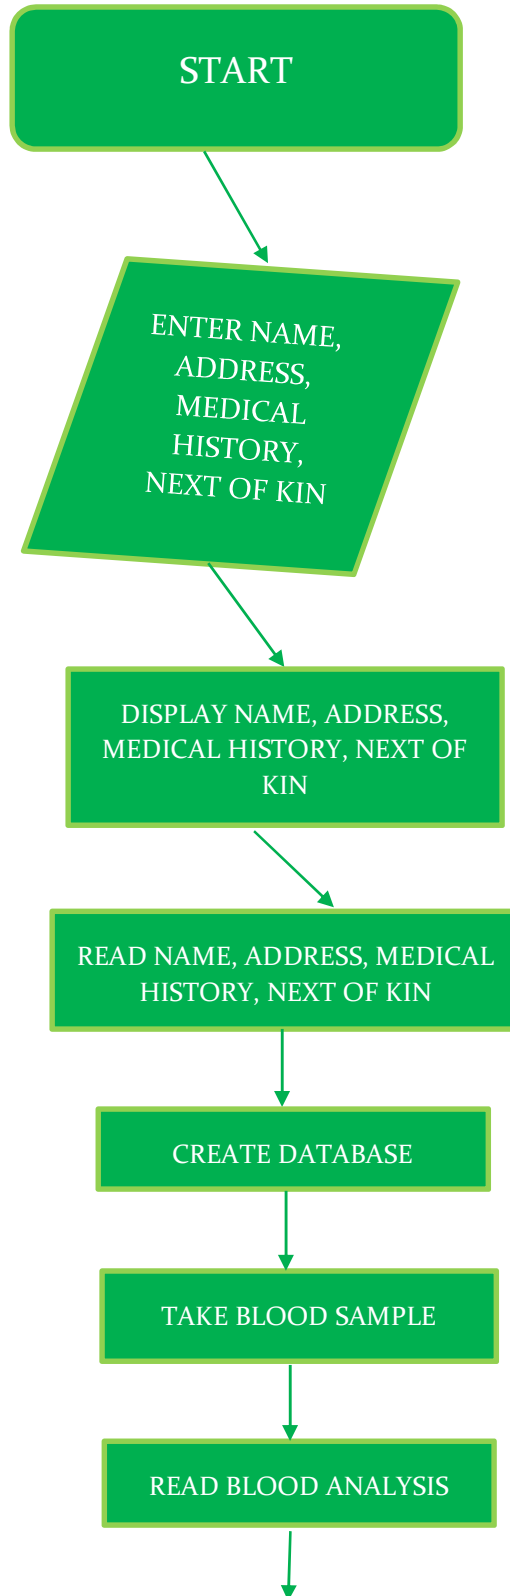 START
ENTER NAME,
ADDRESS,
MEDICAL
HISTORY,
NEXT OF KIN
DISPLAY NAME, ADDRESS,
MEDICAL HISTORY, NEXT OF
KIN
READ NAME, ADDRESS, MEDICAL
HISTORY, NEXT OF KIN
CREATE DATABASE
TAKE BLOOD SAMPLE
READ BLOOD ANALYSIS